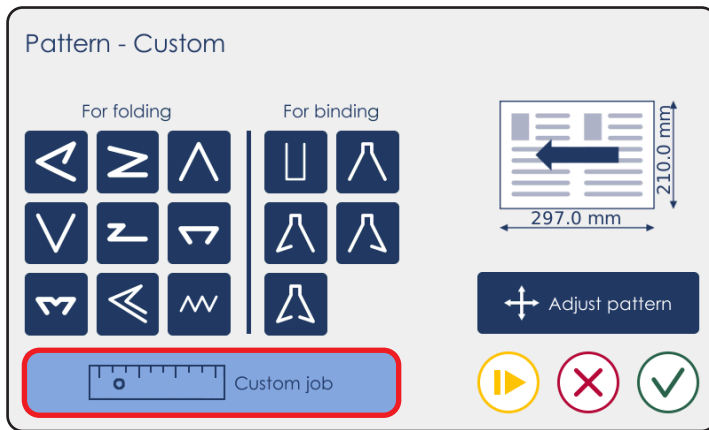 Pattern - Custom
For folding
For binding
210.0 mm
297.0 mm
Adjust pattern
Custom job